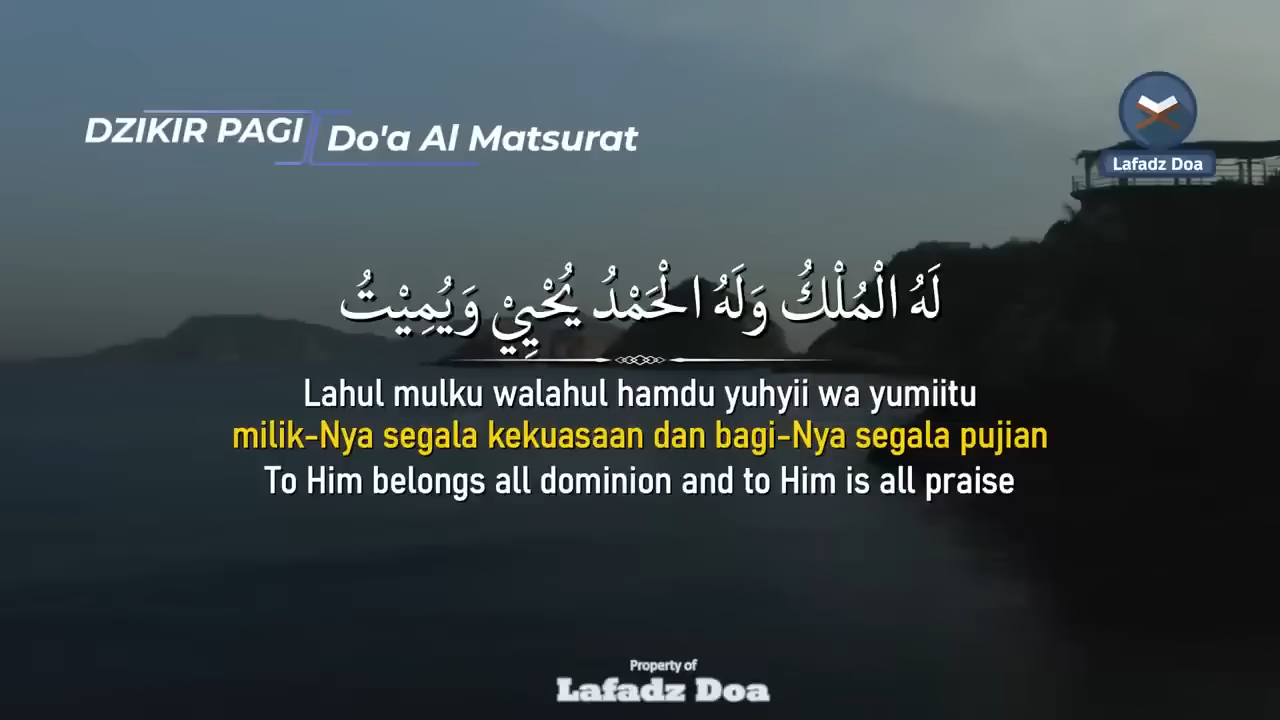 DZIKIR PAGI
Do'a Al Matsurat
Lafadz Doa
لَهُ الْمُلْكُ وَلَهُ الْحَمْدُ يُحْيِيْ وَيُمِيْتُ
Lahul mulku walahul hamdu yuhyii wa yumiitu
milik-Nya segala kekuasaan dan bagi-Nya segala pujian
To Him belongs all dominion and to Him is all praise
Property of
Lafadz Doa